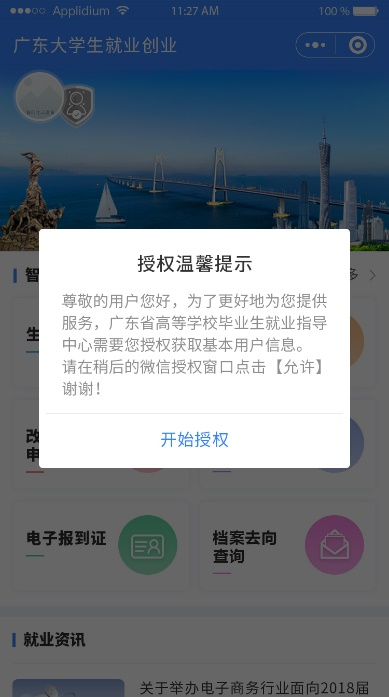 Applidium
11:27 AM
100 %
广东大学生就业创业
授权温馨提示
尊敬的用户您好，为了更好地为您提供
服务，广东省高等学校毕业生就业指导
中心需要您授权获取基本用户信息。
请在稍后的微信授权窗口点击【允许】
谢谢！
开始授权
智
多
生
改
申
电子报到证
档案去向
查询
就业资讯
关于举办电子商务行业面向2018届